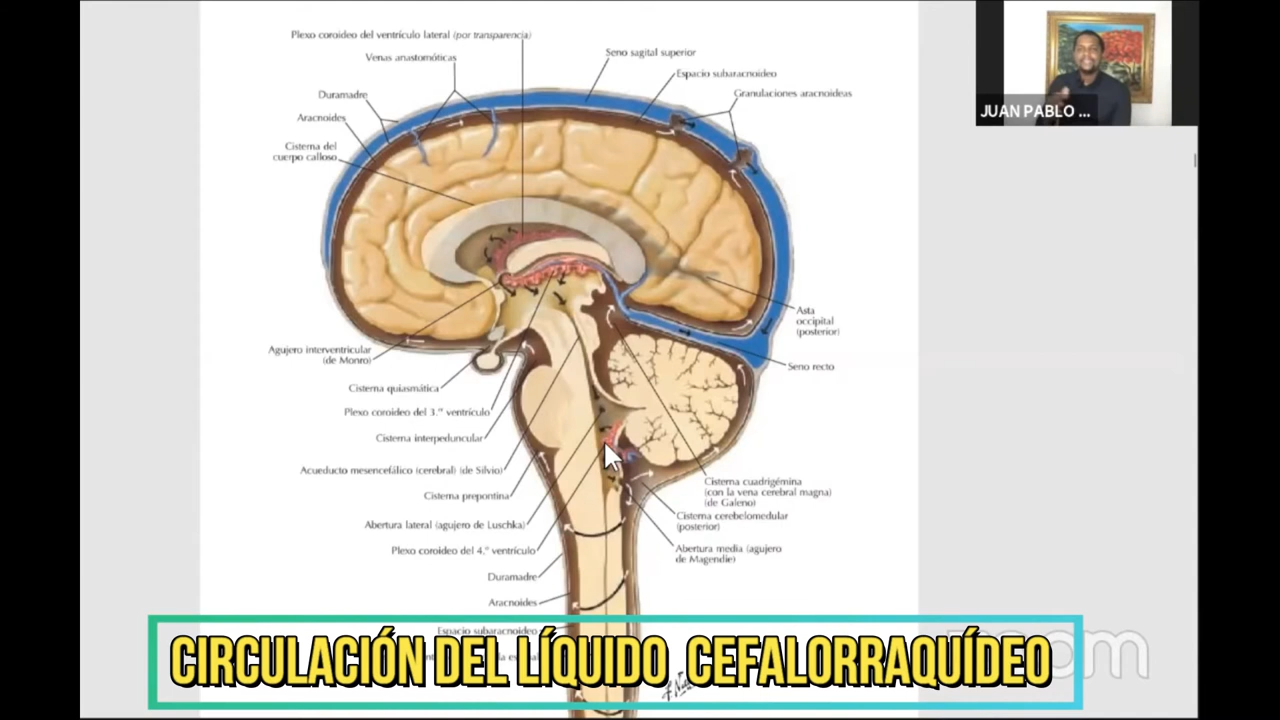 Plexo coroideo del ventrículo lateral (por transparencia)
Venas anastomóticas
Duramadre
Aracnoides
Cisterna del
cuerpo calloso
Seno sagital superior
Espacio subaracnoideo
Granulaciones aracnoideas
JUAN PABLO ...
Asta
occipital
(posterior)
Seno recto
Agujero interventricular
(de Monro)
Cisterna quiasmática
Plexo coroideo del 3.er ventrículo
Cisterna interpeduncular
Acueducto mesencefálico (cerebral) (de Silvio)
Cisterna prepontina
Abertura lateral (agujero de Luschka)
Plexo coroideo del 4.º ventrículo
Duramadre
Aracnoides
Espacio subaracnoideo
Cisterna cuadrigémina
(con la vena cerebral magna)
(de Galeno)
Cisterna cerebelomedular
(posterior)
Abertura media (agujero
de Magendie)
CIRCULACIÓN DEL LÍQUIDO CEFALORRAQUÍDEO